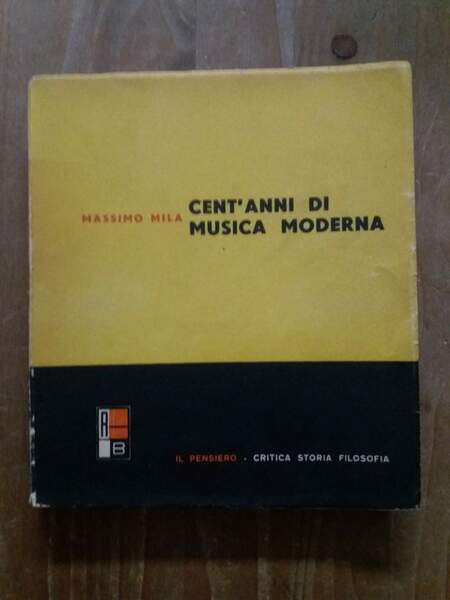 MASSIMO MILA CENT'ANNI DI
MUSICA MODERNA
A
B
IL PENSIERO - CRITICA STORIA FILOSOFIA